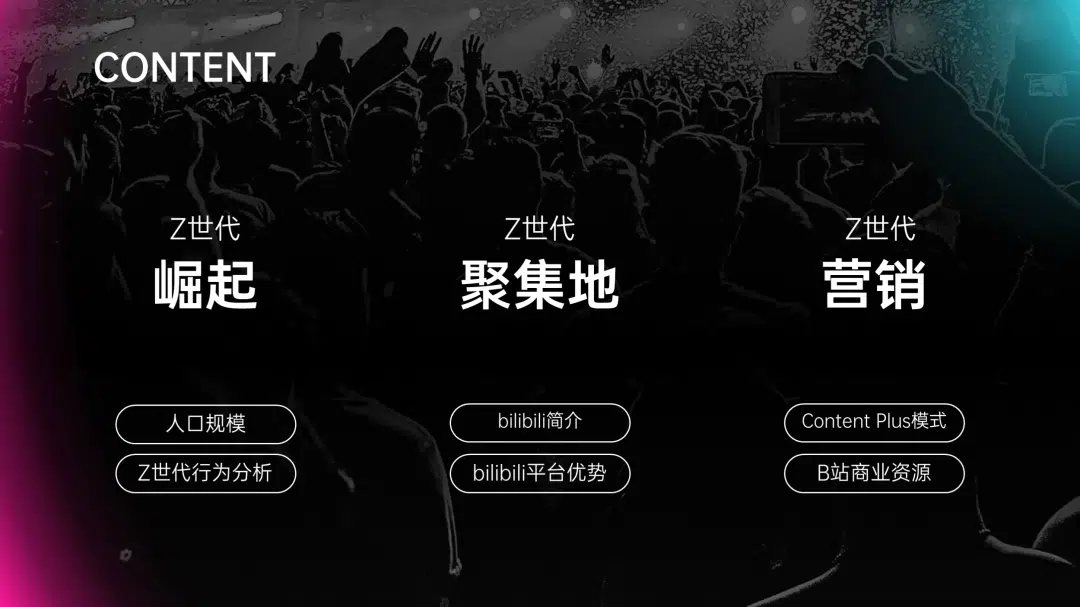 CONTENT
Z世代
崛起
人口规模
Z世代行为分析
Z世代
聚集地
bilibili简介
bilibili平台优势
Z世代
营销
Content Plus模式
B站商业资源